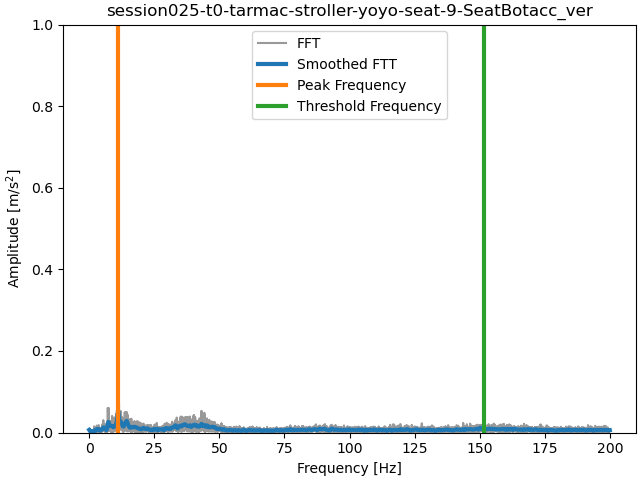 session025-t0-tarmac-stroller-yoyo-seat-9-SeatBotacc_ver
FFT
Smoothed FTT
Peak Frequency
Threshold Frequency
Amplitude [m/s²]
1.0
0.8
0.6
0.4
0.2
0.0
0 25 50 75 100 125 150 175 200
Frequency [Hz]